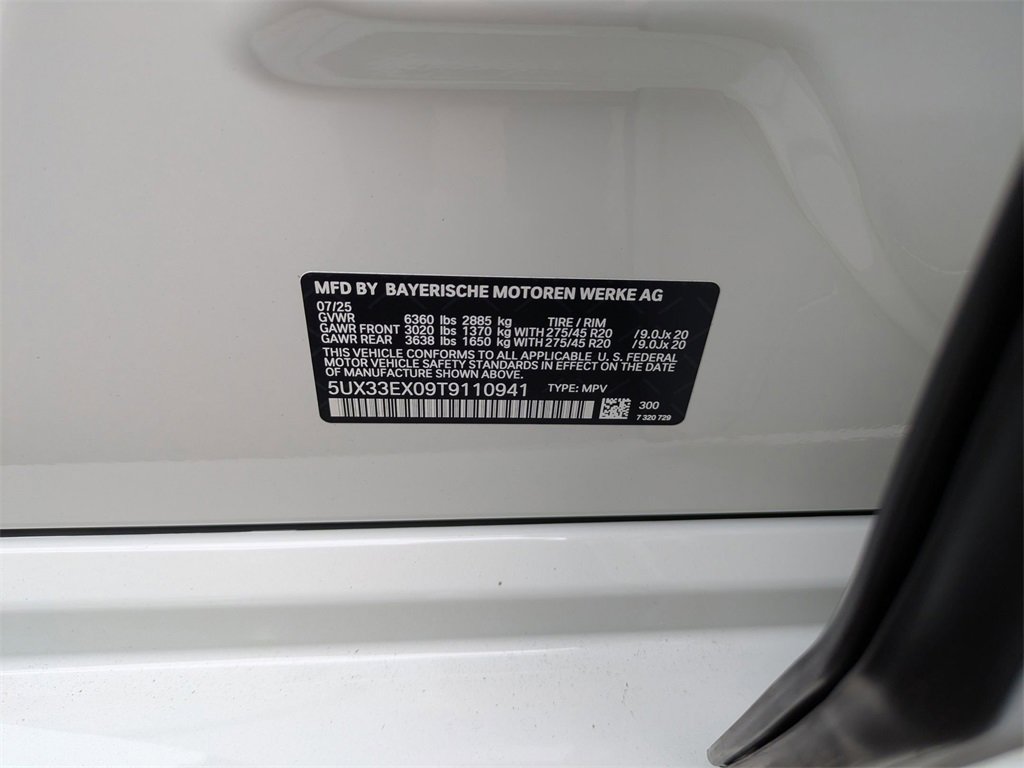 MFD BY BAYERISCHE MOTOREN WERKE AG
07/25
GVWR 6360 lbs 2885 kg TIRE / RIM
GAWR FRONT 3020 lbs 1370 kg WITH 275/45 R20 /9.0Jx 20
GAWR REAR 3638 lbs 1650 kg WITH 275/45 R20 /9.0Jx 20
THIS VEHICLE CONFORMS TO ALL APPLICABLE U. S. FEDERAL
MOTOR VEHICLE SAFETY STANDARDS IN EFFECT ON THE DATE
OF MANUFACTURE SHOWN ABOVE.
5UX33EX09T9110941 TYPE: MPV
300
7 320 729